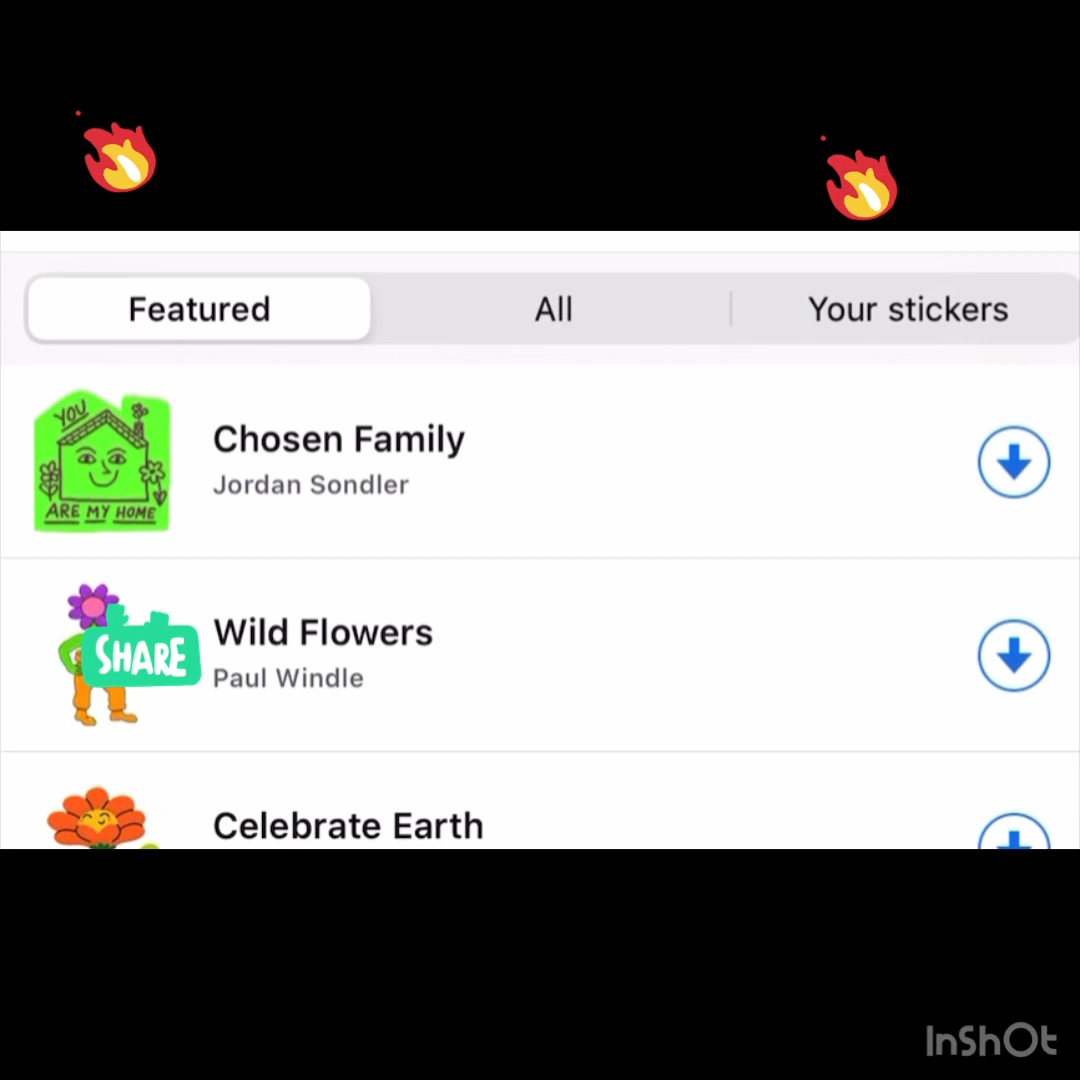 Featured
All
Your stickers
YOU
ARE MY HOME
Chosen Family
Jordan Sondler
SHARE
Wild Flowers
Paul Windle
Celebrate Earth
InShOt